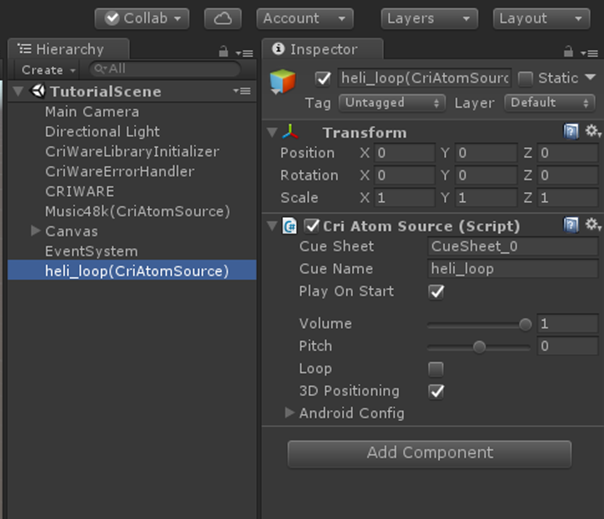 Collab Account Layers Layout
Hierarchy
Create All
TutorialScene
Main Camera
Directional Light
CriWareLibraryInitializer
CriWareErrorHandler
CRIWARE
Music48k(CriAtomSource)
Canvas
EventSystem
heli_loop(CriAtomSource)
Inspector
heli_loop(CriAtomSourc Static
Tag Untagged Layer Default
Transform
Position X 0 Y 0 Z 0
Rotation X 0 Y 0 Z 0
Scale X 1 Y 1 Z 1
Cri Atom Source (Script)
Cue Sheet CueSheet_0
Cue Name heli_loop
Play On Start
Volume 1
Pitch 0
Loop
3D Positioning
Android Config
Add Component